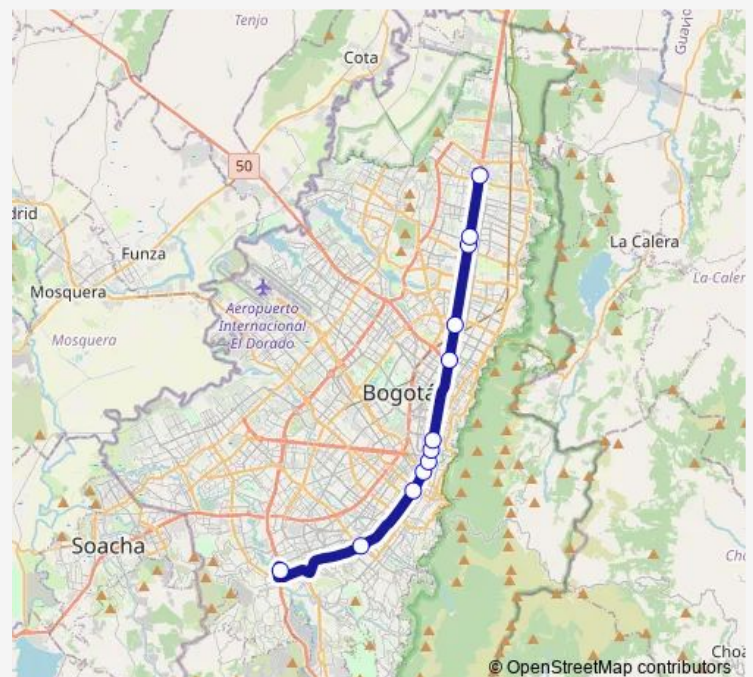 Tenjo
Cota
Guavio
50
drid
Funza
La Calera
Mosquera
La Caler
Aeropuerto
Internacional
El Dorado
Mosquera
Bogotá
Soacha
Choa
© OpenStreetMap contributors